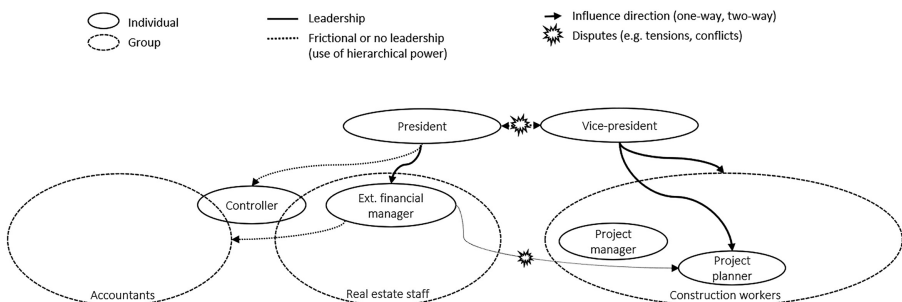 Individual
Group
Leadership
Frictional or no leadership
(use of hierarchical power)
Influence direction (one-way, two-way)
Disputes (e.g. tensions, conflicts)
President
Vice-president
Controller
Ext. financial
manager
Project
manager
Project
planner
Accountants
Real estate staff
Construction workers